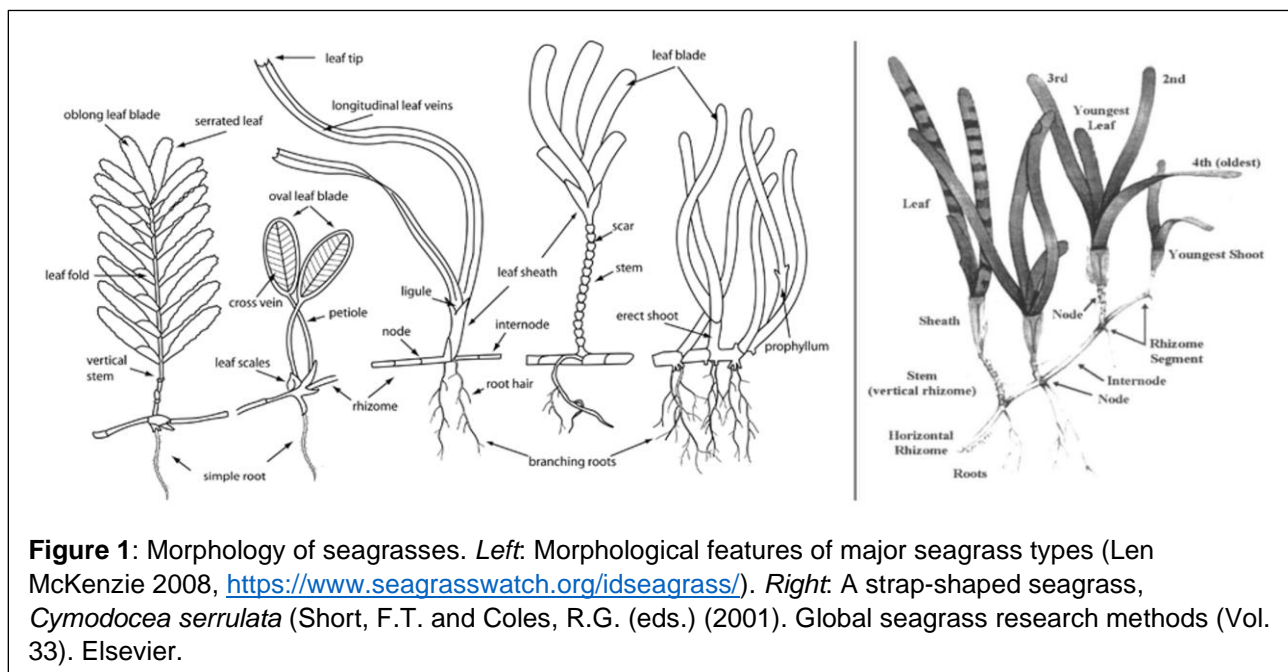 leaf tip
leaf blade
longitudinal leaf veins
oblong leaf blade
serrated leaf
oval leaf blade
scar
leaf fold
leaf sheath
stem
cross vein
ligule
petiole
erect shoot
node
internode
prophyllum
vertical
stem
leaf scales
root hair
rhizome
branching roots
simple root
3rd
2nd
Youngest
Leaf
4th (oldest)
Leaf
Youngest Shoot
Node
Sheath
Rhizome
Segment
Stem
(vertical rhizome)
Internode
Node
Horizontal
Rhizome
Roots
Figure 1: Morphology of seagrasses. Left: Morphological features of major seagrass types (Len
McKenzie 2008, https://www.seagrasswatch.org/idseagrass/). Right: A strap-shaped seagrass,
Cymodocea serrulata (Short, F.T. and Coles, R.G. (eds.) (2001). Global seagrass research methods (Vol.
33). Elsevier.